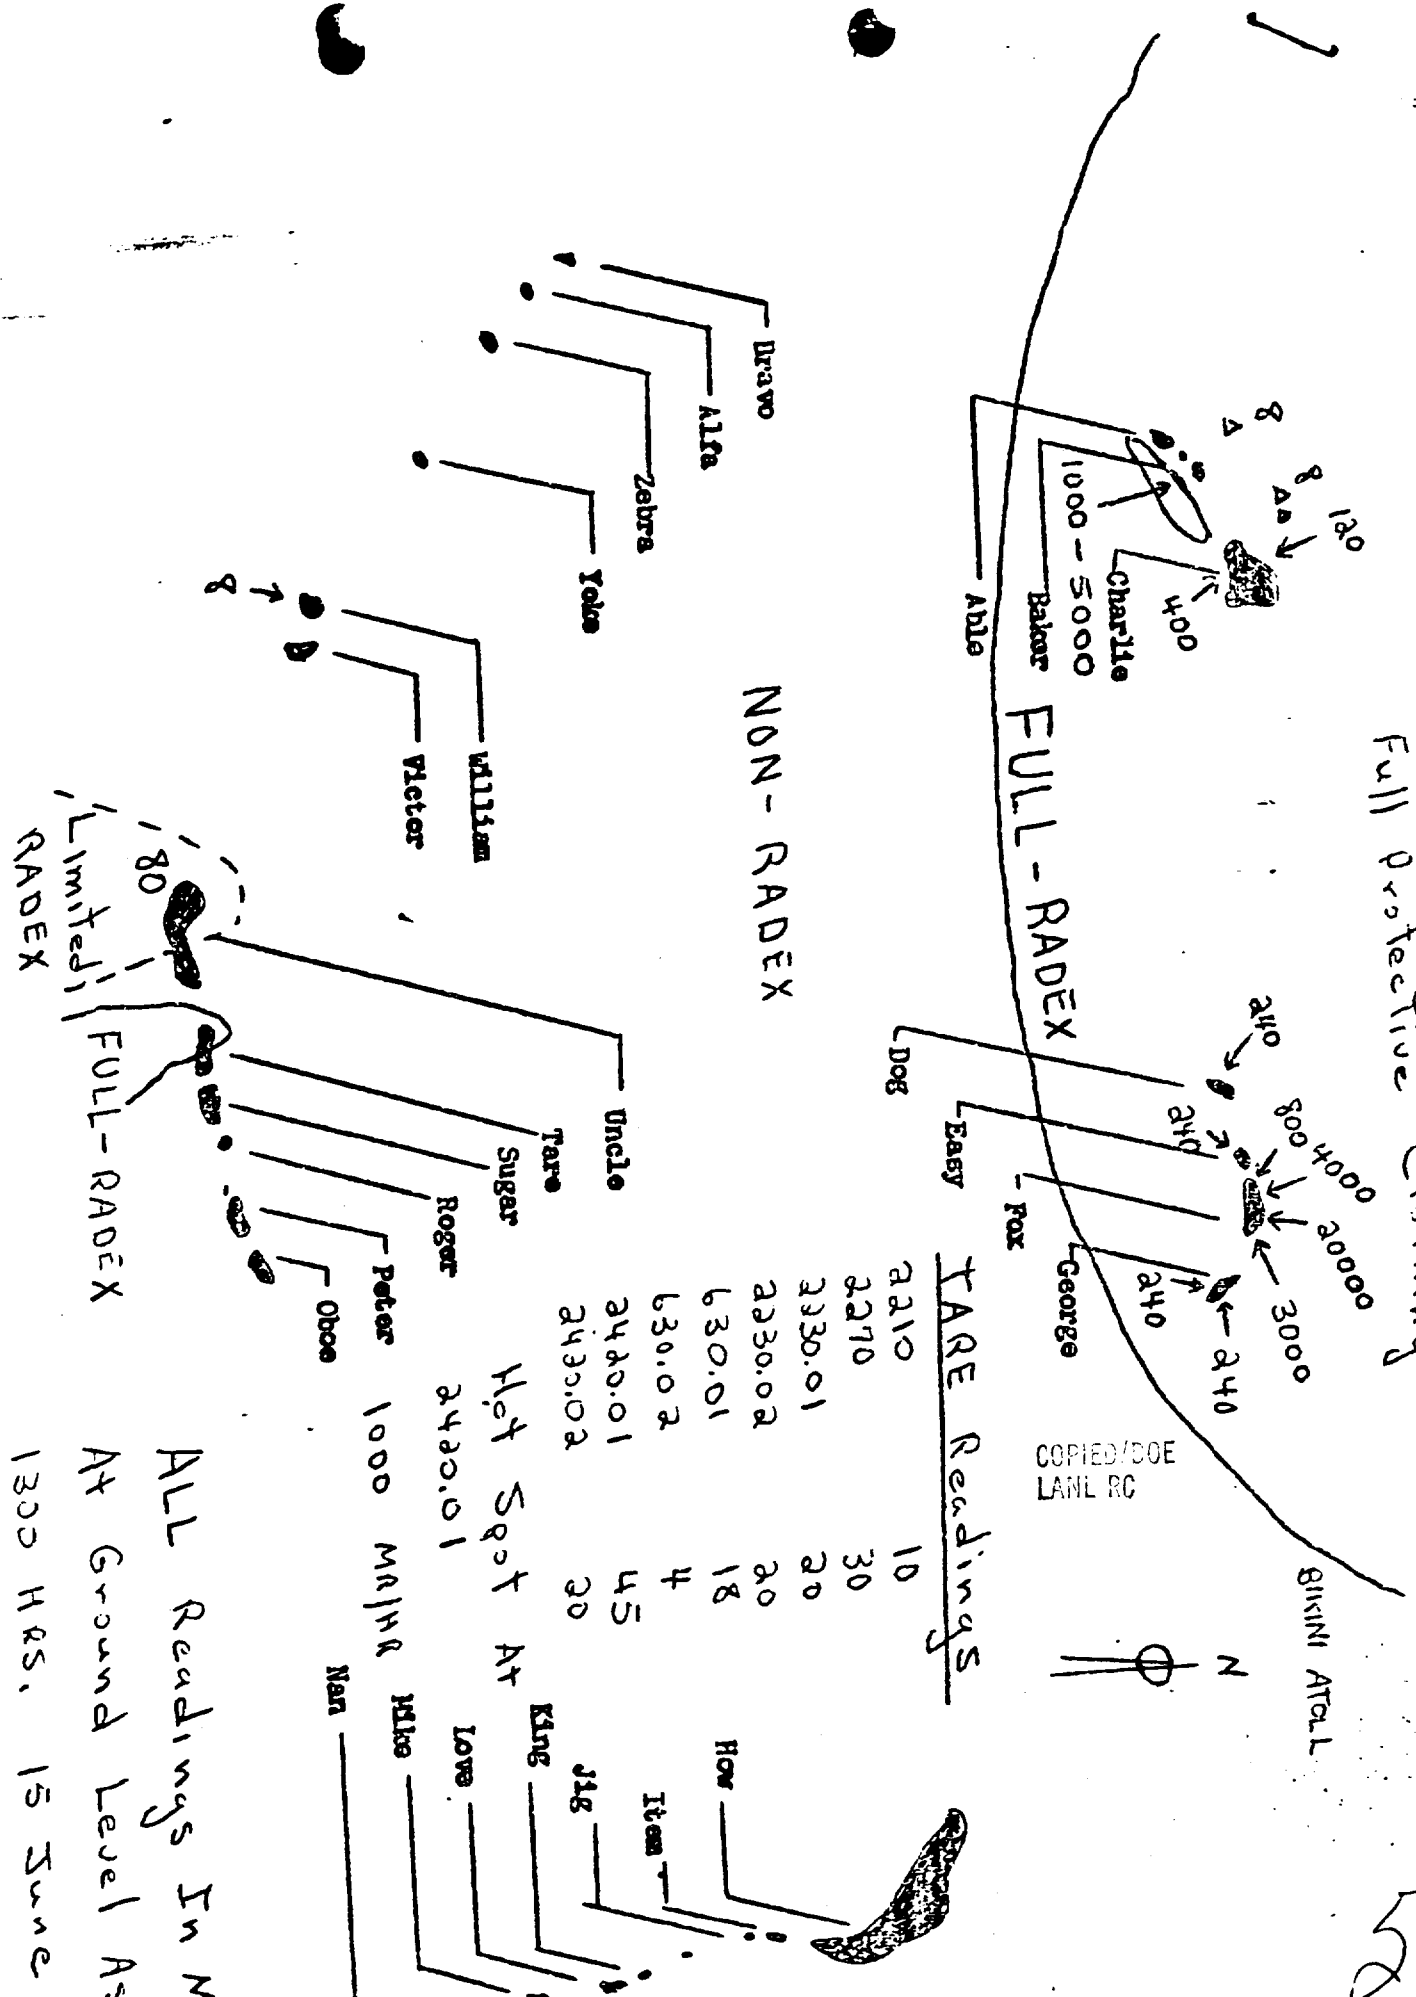 Full Protective
BIKINI ATOLL
N
8
8
120
400
Charlie
1000 - 5000
Baker
Able
FULL - RADEX
240
240
800
4000
20000
3000
240
240
Dog
Easy
Fox
George
COPIED/DOE
LANL RC
NON - RADEX
Bravo
Alfa
Zebra
Yoke
William
Victor
8
Uncle
Tare
Sugar
Roger
Peter
Oboe
80
Limited
RADEX
FULL - RADEX
TARE Readings
2210 10
2270 30
2330.01 20
2230.02 20
630.01 18
630.02 4
2420.01 45
2420.02 20
Hot Spot At
2420.01
1000 MR/HR
How
Item
Jig
King
Love
Mike
Nan
ALL Readings In M
At Ground Level As
1300 HRS. 15 June